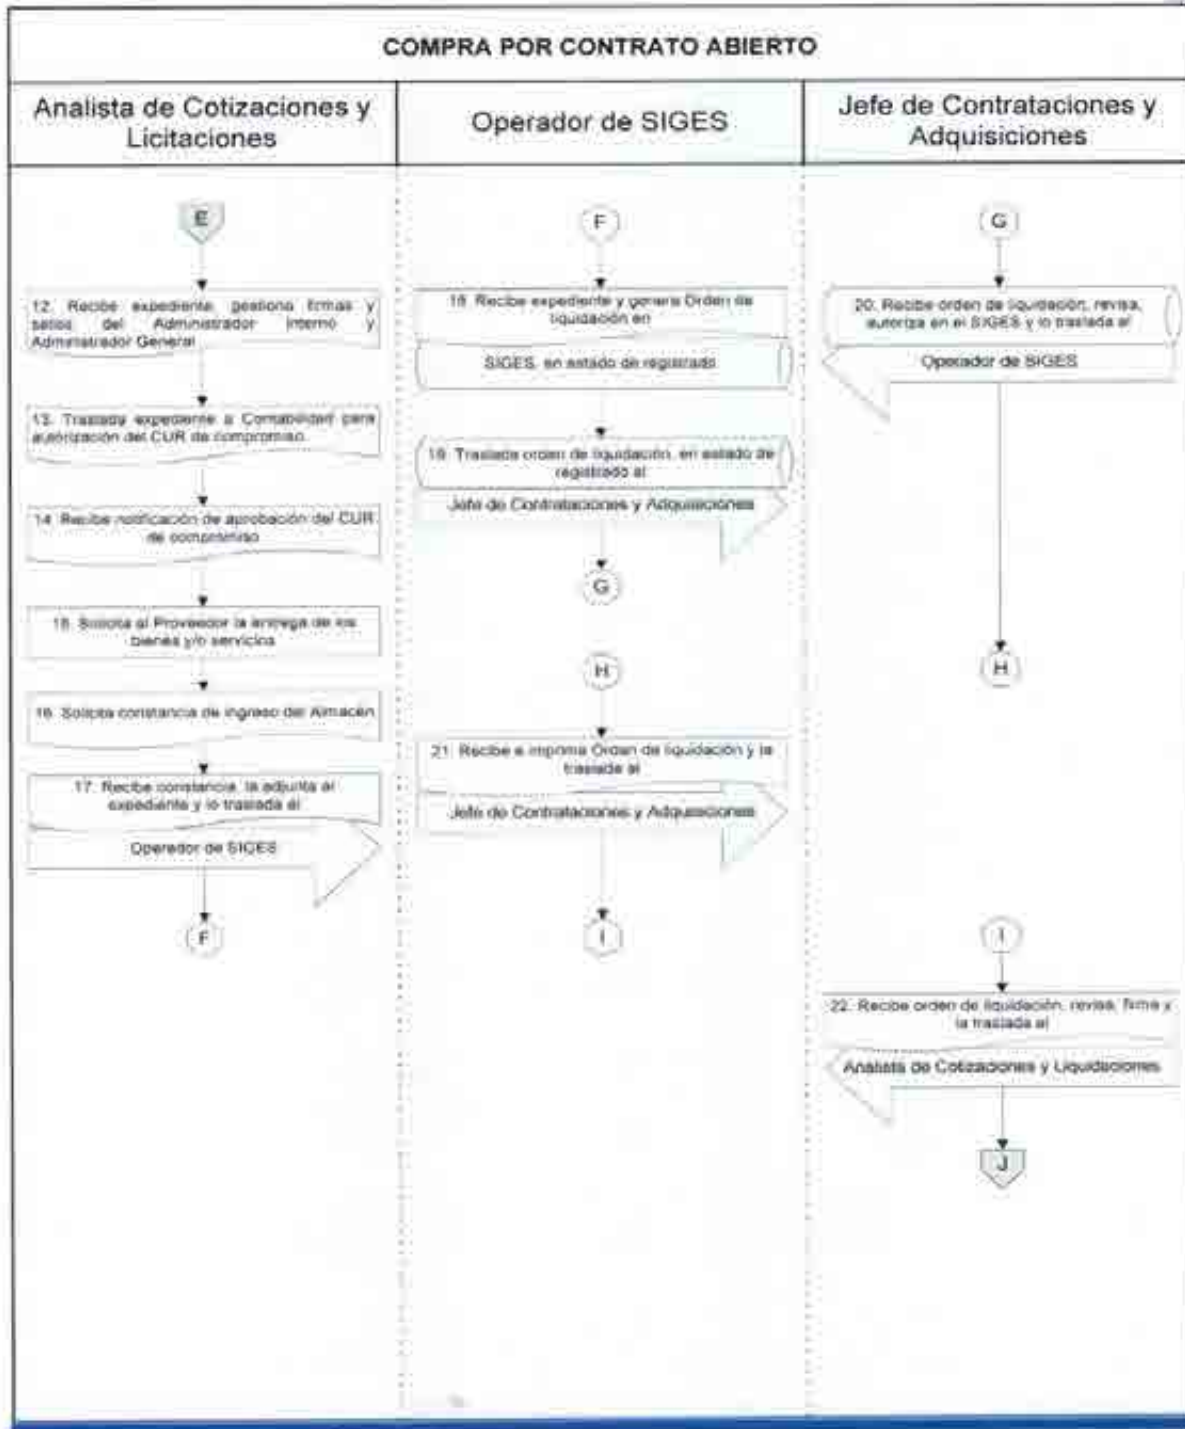 COMPRA POR CONTRATO ABIERTO
Analista de Cotizaciones y
Licitaciones
E
12. Recibe expediente, gestiona firmas y
sellos del Administrador Interno y
Administrador General
13. Traslada expediente a Contabilidad para
autorización del CUR de compromiso.
14. Recibe notificación de aprobación del CUR
de compromiso
15. Solicita al Proveedor la entrega de los
bienes y/o servicios
16. Solicita constancia de ingreso del Almacén
17. Recibe constancia, la adjunta al
expediente y lo traslada al
Operador de SIGES
F
Operador de SIGES
F
18. Recibe expediente y genera Orden de
liquidación en
SIGES, en estado de registrado
19. Traslada orden de liquidación, en estado de
registrado al
Jefe de Contrataciones y Adquisiciones
G
H
21. Recibe e imprime Orden de liquidación y la
traslada al
Jefe de Contrataciones y Adquisiciones
I
Jefe de Contrataciones y
Adquisiciones
G
20. Recibe orden de liquidación, revisa,
autoriza en el SIGES y lo traslada al
Operador de SIGES
H
I
22. Recibe orden de liquidación, revisa, firma y
la traslada al
Analista de Cotizaciones y Liquidaciones
J